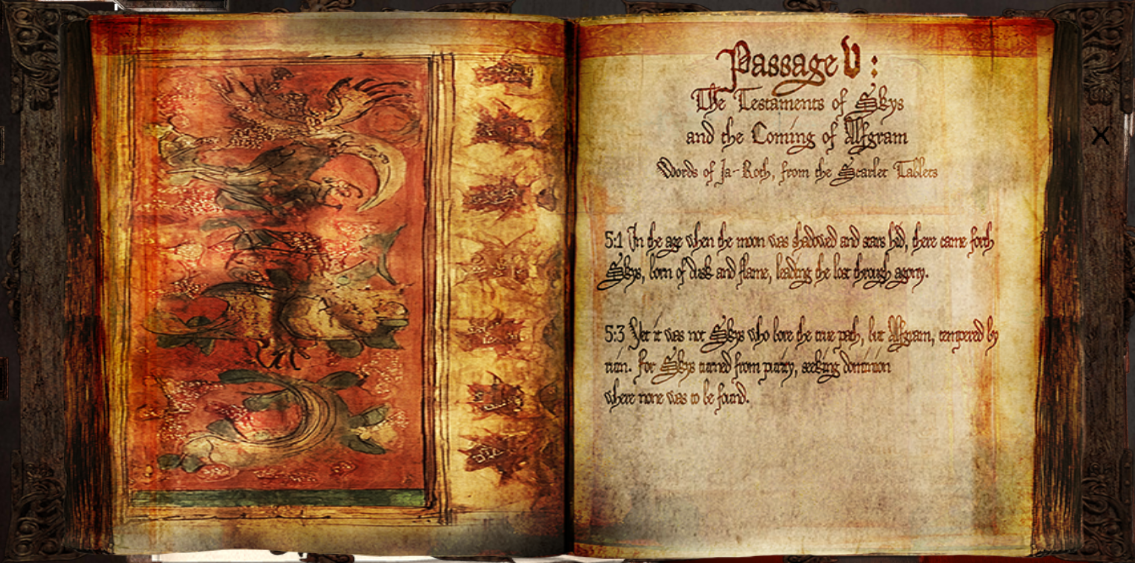 Passage V :
The Testaments of Skys
and the Coming of Afgram
Words of Ja-Roth, from the Scarlet Tablets
5:1 In the age when the moon was shadowed and stars hid, there came forth
Skys, born of dusk and flame, leading the lost through agony.
5:3 Yet it was not Skys who bore the true path, but Afgram, tempered by
ruin. For Skys turned from purity, seeking dominion
where none was to be found.
X